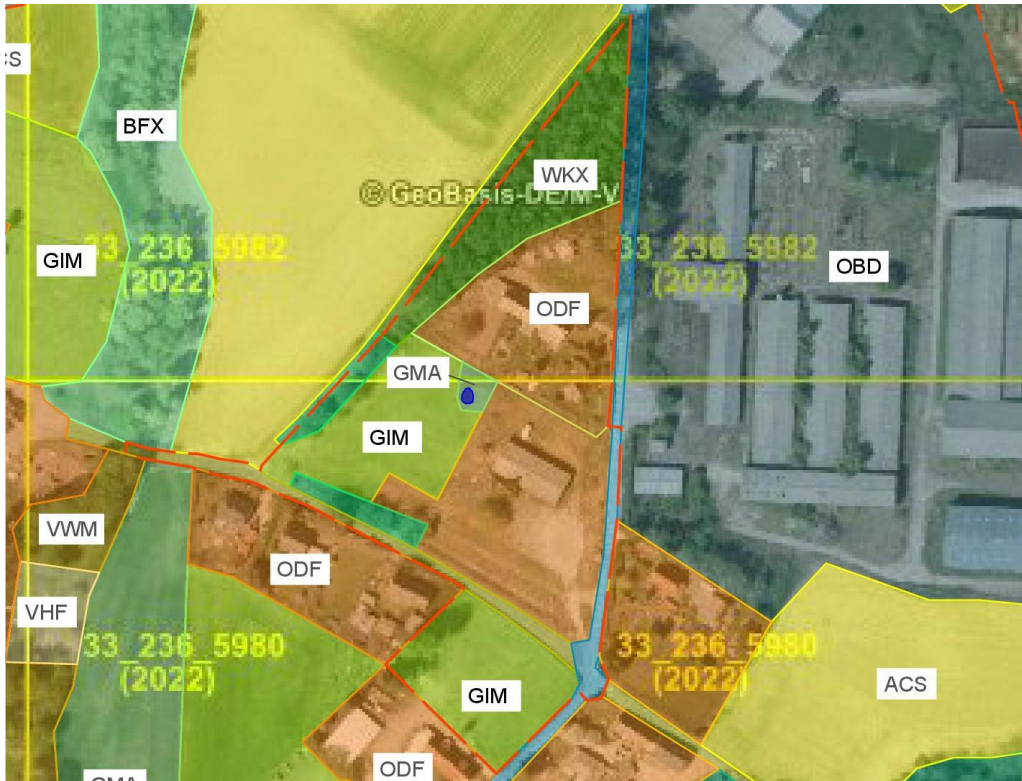 CS
BFX
WKX
© GeoBasis-DE/M-V
GIM
33_236_5982
(2022)
33_236_5982
(2022)
OBD
ODF
GMA
GIM
VWM
ODF
VHF
33_236_5980
(2022)
33_236_5980
(2022)
GIM
ACS
ODF
GMA